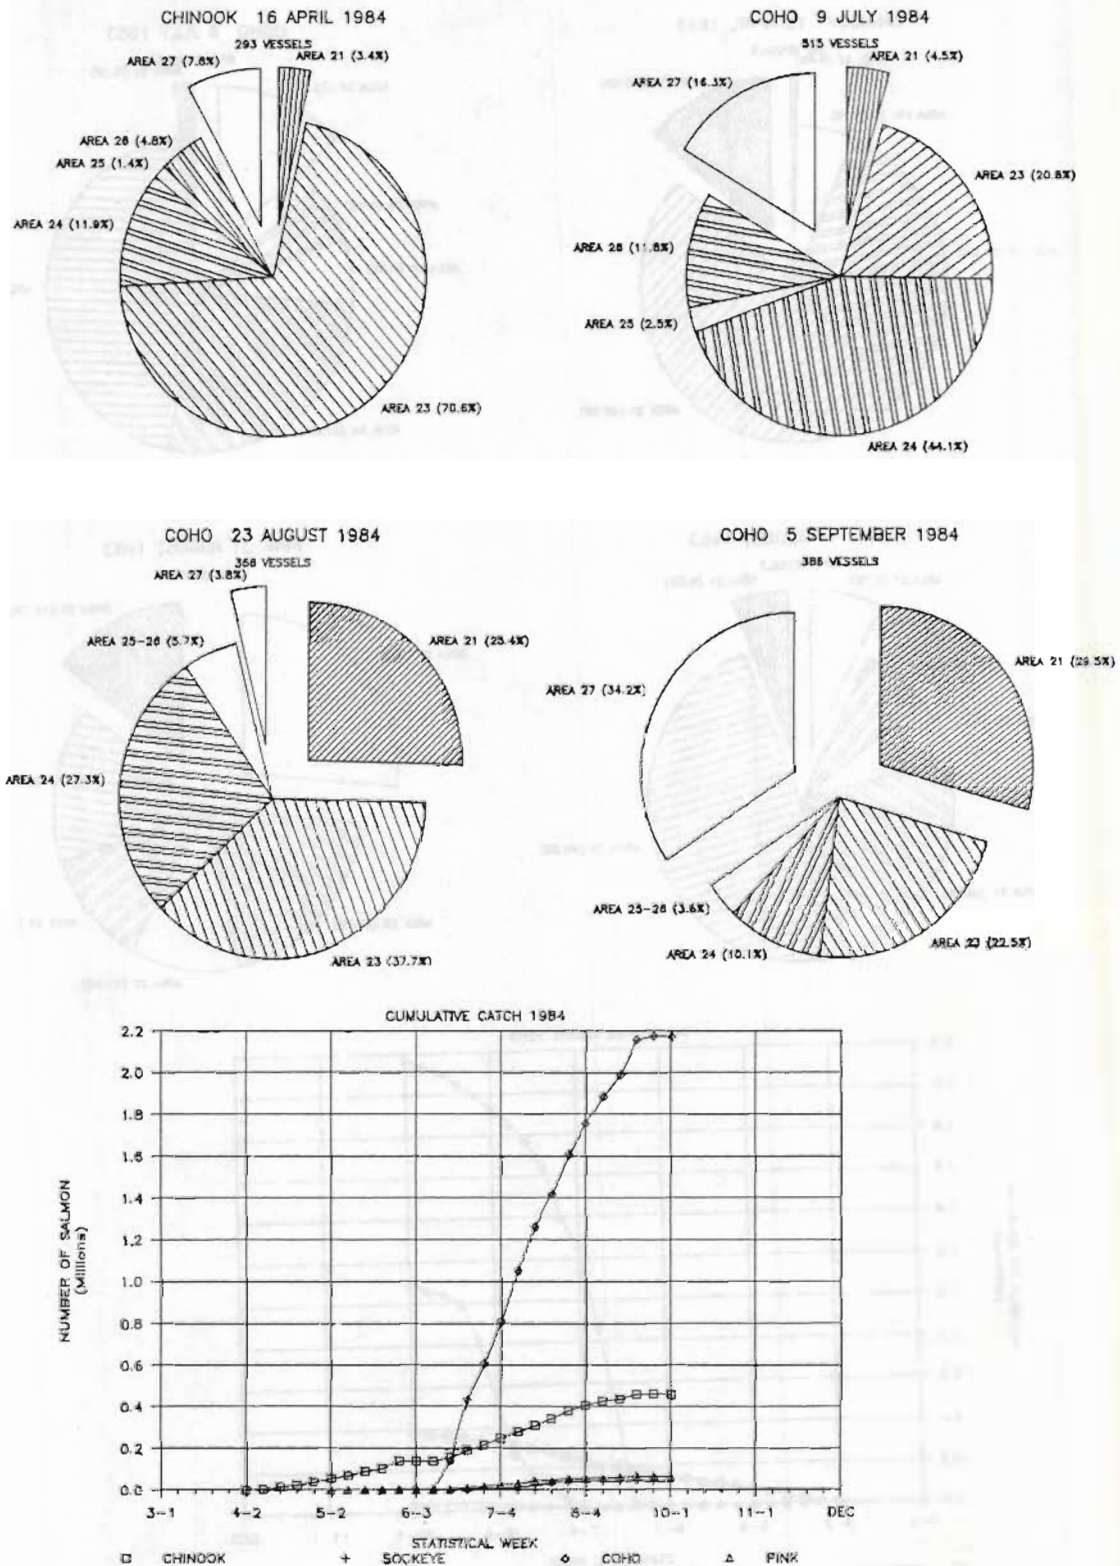 CHINOOK 16 APRIL 1984
293 VESSELS
AREA 27 (7.8%)
AREA 21 (3.4%)
AREA 26 (4.8%)
AREA 25 (1.4%)
AREA 24 (11.9%)
AREA 23 (70.6%)
COHO 9 JULY 1984
515 VESSELS
AREA 27 (16.3%)
AREA 21 (4.5%)
AREA 23 (20.8%)
AREA 26 (11.8%)
AREA 25 (2.5%)
AREA 24 (44.1%)
COHO 23 AUGUST 1984
VESSELS
AREA 27 (3.8%)
AREA 25-26 (5.7%)
AREA 21 (25.4%)
AREA 24 (27.3%)
AREA 23 (37.7%)
COHO 5 SEPTEMBER 1984
386 VESSELS
AREA 21 (29.5%)
AREA 27 (34.2%)
AREA 25-26 (3.6%)
AREA 24 (10.1%)
AREA 23 (22.5%)
CUMULATIVE CATCH 1984
NUMBER OF SALMON
(Millions)
2.2
2.0
1.8
1.6
1.4
1.2
1.0
0.8
0.6
0.4
0.2
0.0
3-1 4-2 5-2 6-3 7-4 8-4 10-1 11-1 DEC
STATISTICAL WEEK
CHINOOK SOCKEYE COHO PINK